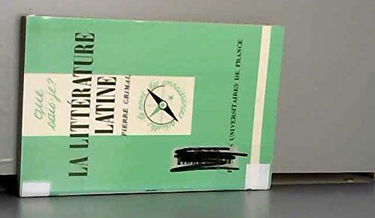 que
sais-je?
LA LITTÉRATURE
LATINE
PIERRE GRIMAL
UNIVERSITAIRES DE FRANCE